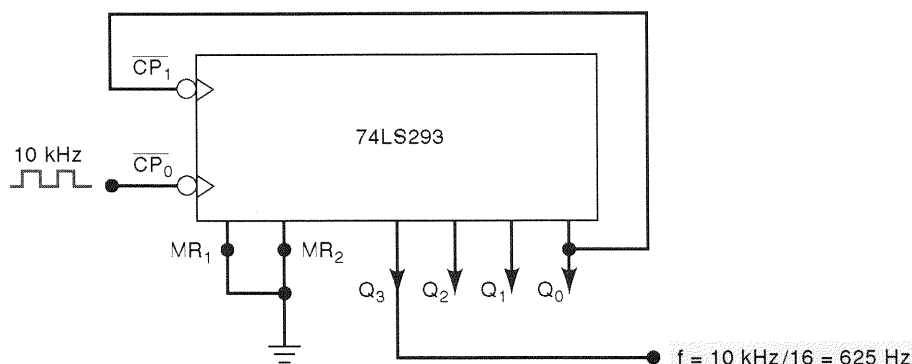 CP1
74LS293
10 kHz
CP0
MR1
MR2
Q3
Q2
Q1
Q0
f = 10 kHz/16 = 625 Hz